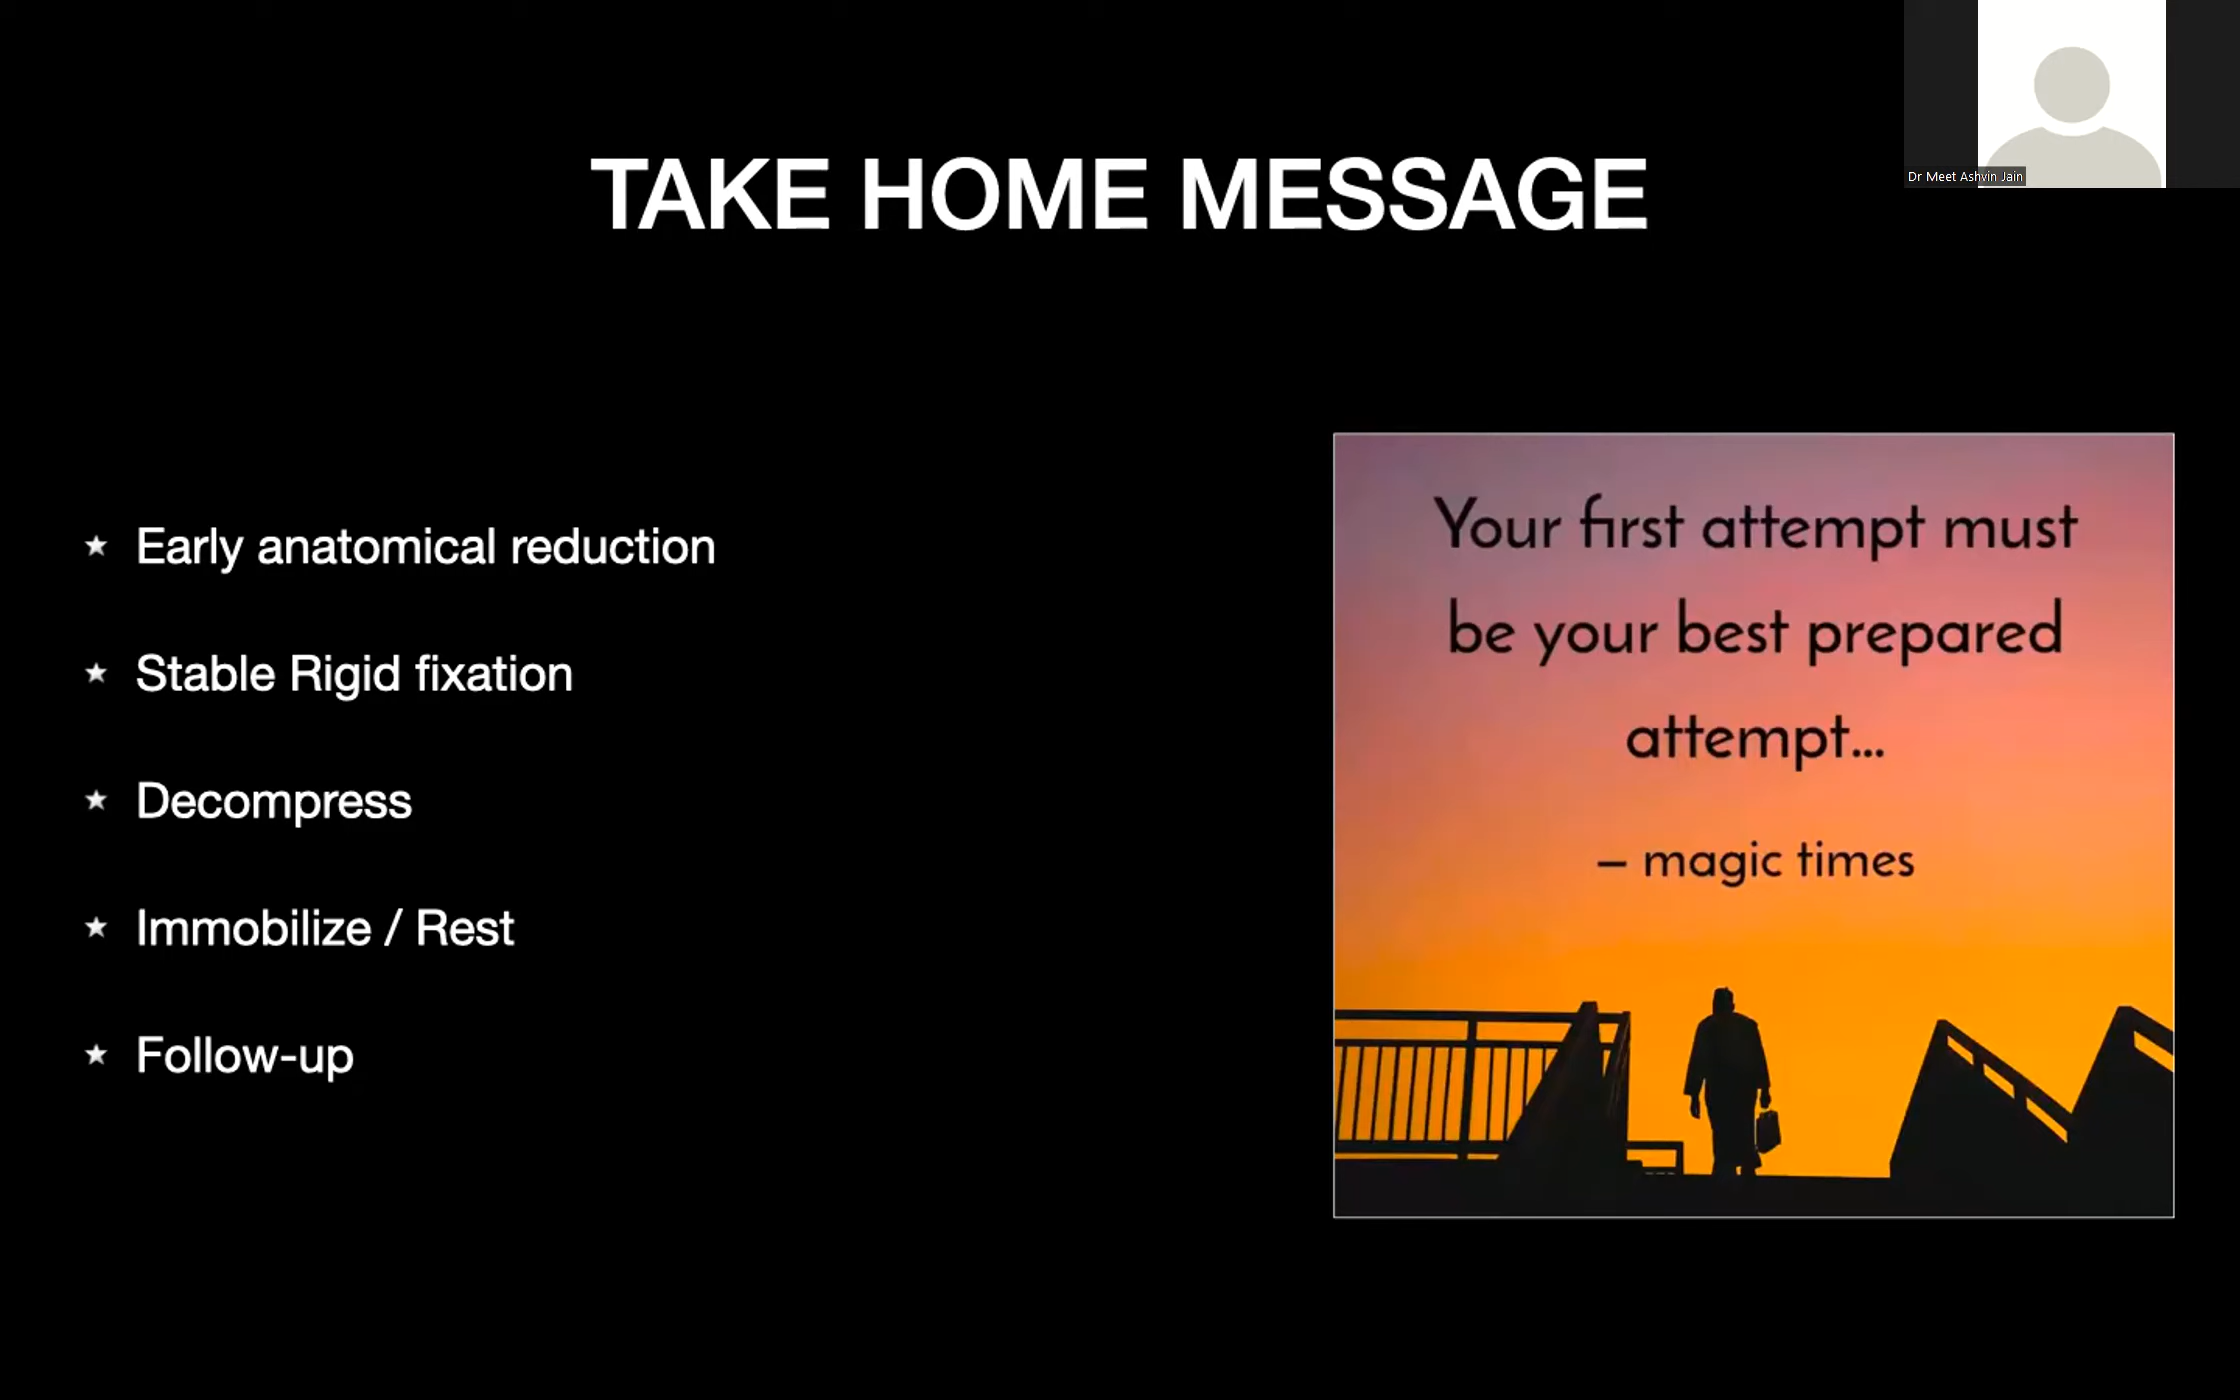 Dr Meet Ashvin Jain
TAKE HOME MESSAGE
★ Early anatomical reduction
★ Stable Rigid fixation
★ Decompress
★ Immobilize / Rest
★ Follow-up
Your first attempt must
be your best prepared
attempt...
– magic times